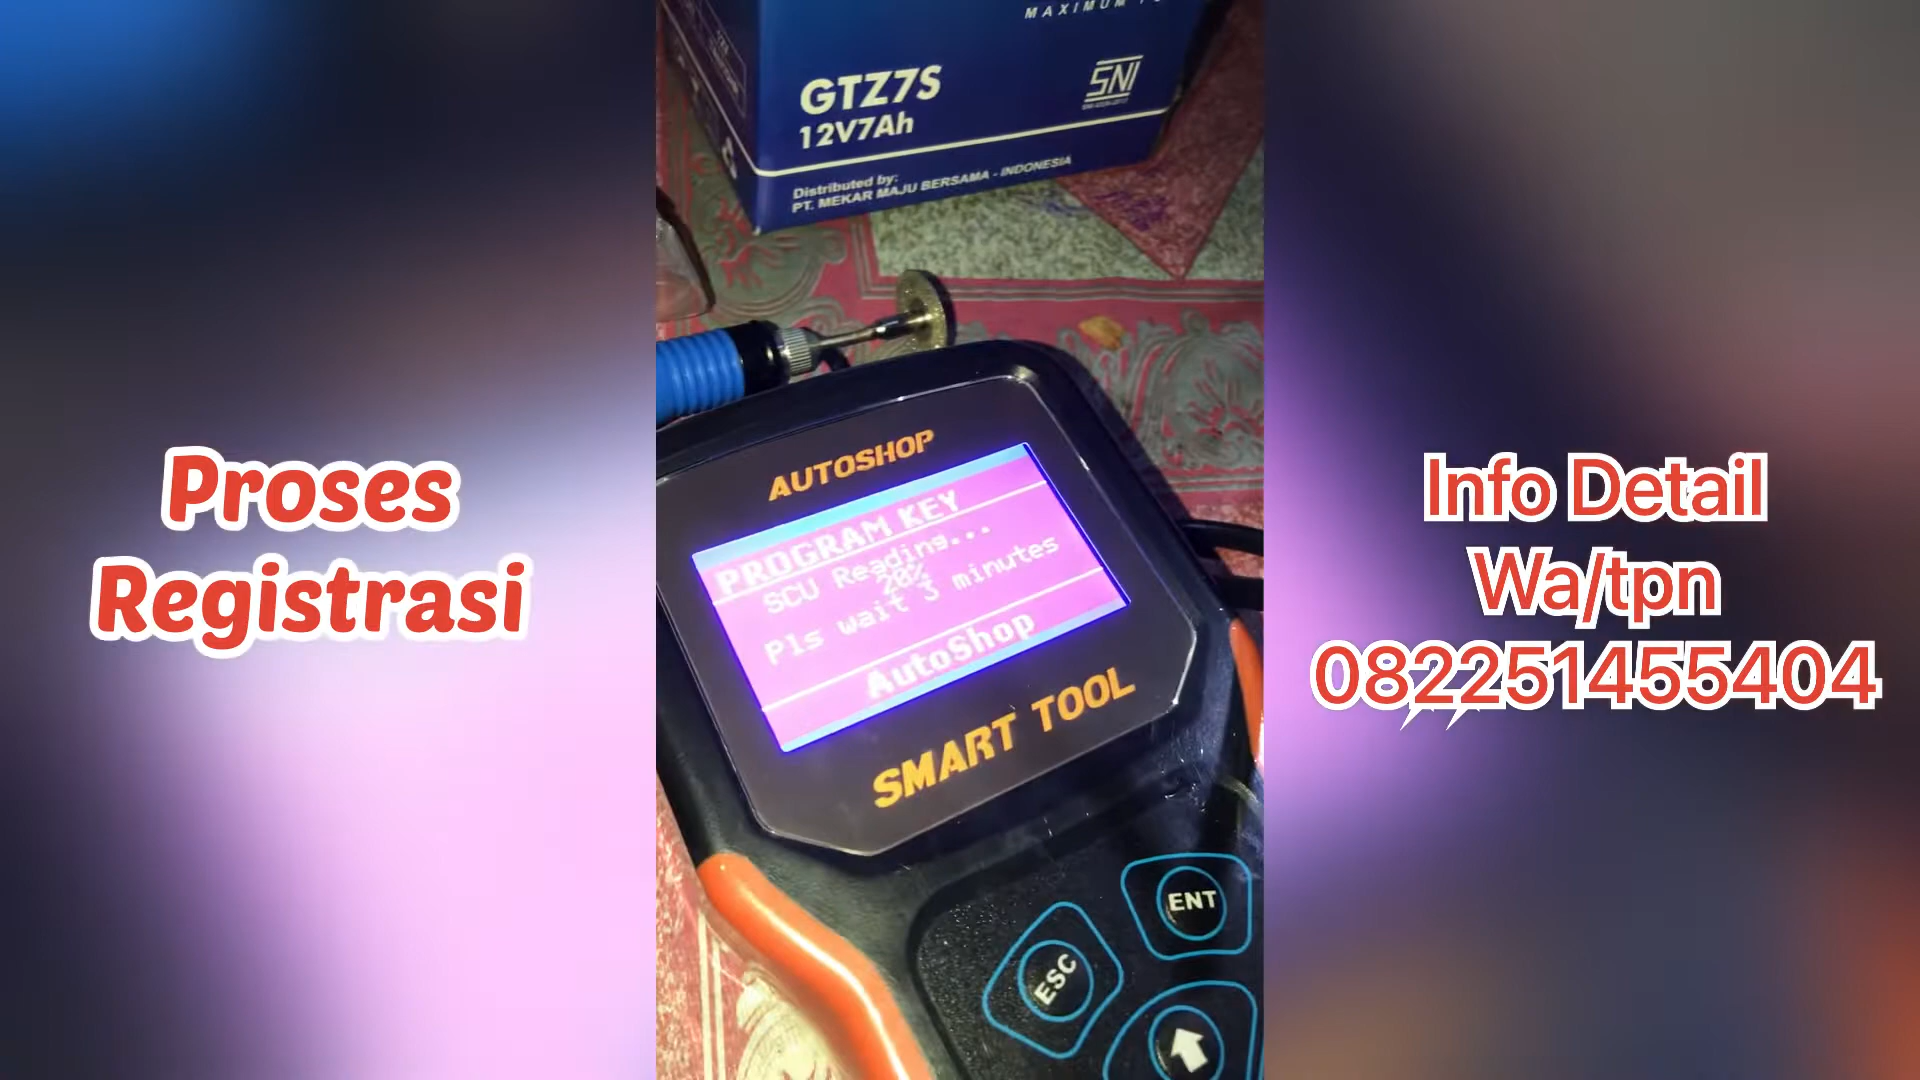 Proses
Registrasi
MAXIMUM
GTZ7S
12V7Ah
SNI
Distributed by:
PT. MEKAR MAJU BERSAMA - INDONESIA
AUTOSHOP
PROGRAM KEY
SCU Reading...
20%
Pls wait 3 minutes
AutoShop
SMART TOOL
ENT
ESC
Info Detail
Wa/tpn
082251455404